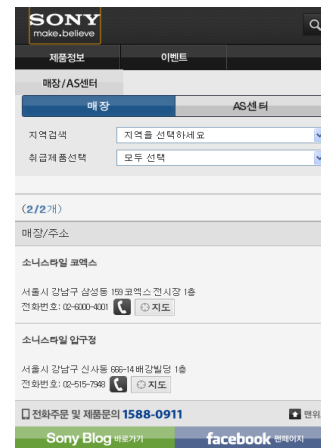 SONY
make.believe
제품정보 이벤트
매장/AS센터
매장 AS센터
지역검색 지역을 선택하세요
취급제품선택 모두 선택
(2/2개)
매장/주소
소니스타일 코엑스
서울시 강남구 삼성동 159 코엑스 전시장 1층
전화번호: 02-6000-4001 지도
소니스타일 압구정
서울시 강남구 신사동 666-14 배강빌딩 1층
전화번호: 02-515-7948 지도
전화주문 및 제품문의 1588-0911 맨위
Sony Blog 바로가기 facebook 팬페이지